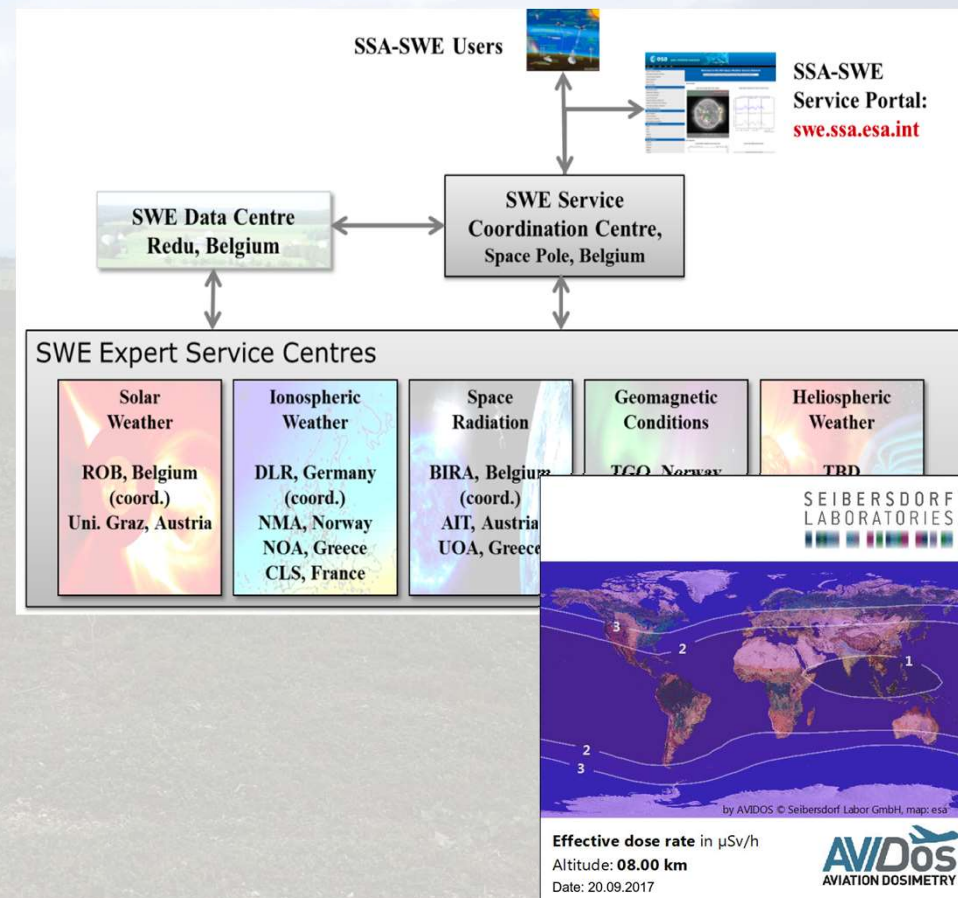 SSA-SWE Users
SSA-SWE
Service Portal:
swe.ssa.esa.int
SWE Data Centre
Redu, Belgium
SWE Service
Coordination Centre,
Space Pole, Belgium
SWE Expert Service Centres
Solar
Weather
ROB, Belgium
(coord.)
Uni. Graz, Austria
Ionospheric
Weather
DLR, Germany
(coord.)
NMA, Norway
NOA, Greece
CLS, France
Space
Radiation
BIRA, Belgium
(coord.)
AIT, Austria
UOA, Greece
Geomagnetic
Conditions
TGO, Norway
Heliospheric
Weather
TBD
SEIBERSDORF
LABORATORIES
3
2
1
2
3
by AVIDOS © Seibersdorf Labor GmbH, map: esa
Effective dose rate in µSv/h
Altitude: 08.00 km
Date: 20.09.2017
AVIDOS
AVIATION DOSIMETRY